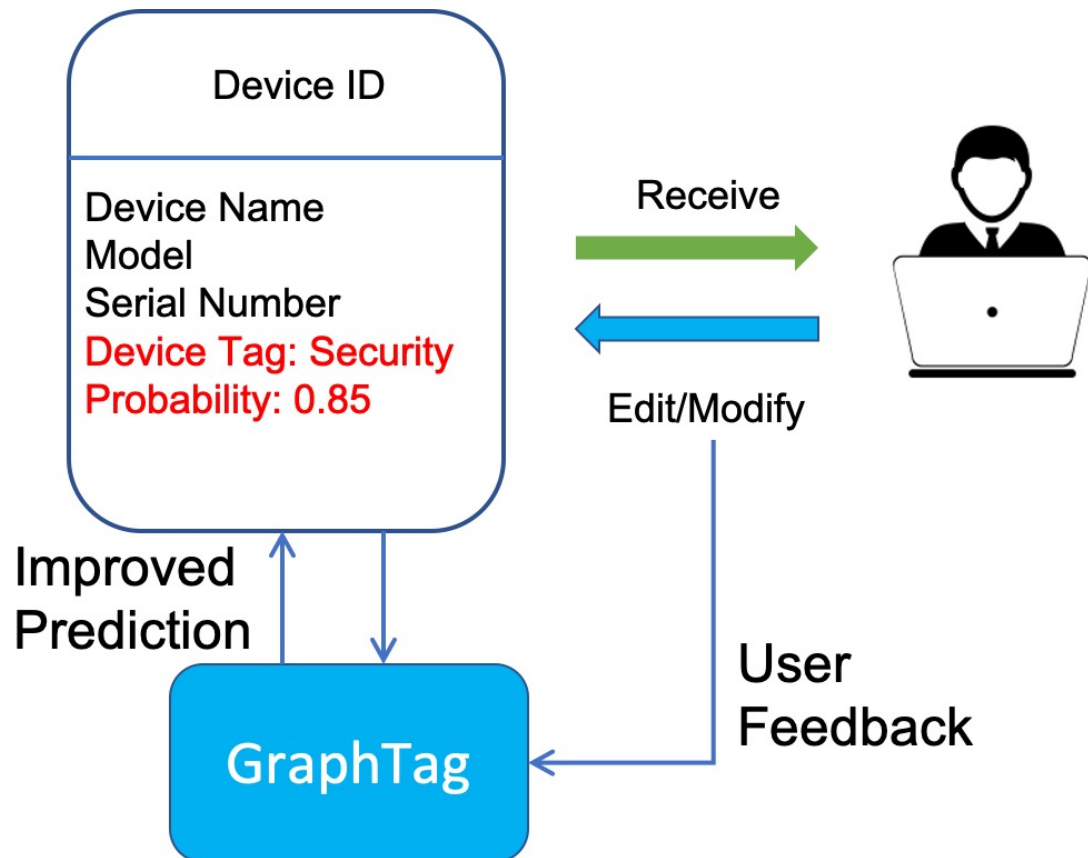 Device ID
Device Name
Model
Serial Number
Device Tag: Security
Probability: 0.85
Receive
Edit/Modify
Improved
Prediction
User
Feedback
GraphTag